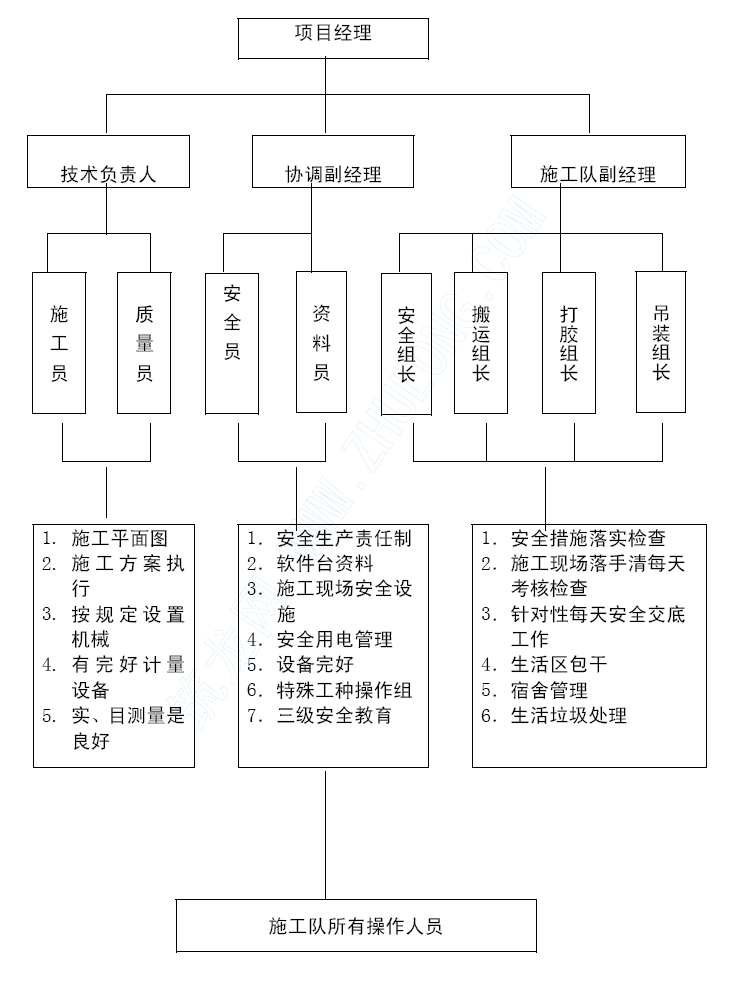 项目经理
技术负责人
协调副经理
施工队副经理
施工员
质量员
安全员
资料员
安全组长
搬运组长
打胶组长
吊装组长
1. 施工平面图
2. 施工方案执
行
3. 按规定设置
机械
4. 有完好计量
设备
5. 实、目测量是
良好
1. 安全生产责任制
2. 软件台资料
3. 施工现场安全设
施
4. 安全用电管理
5. 设备完好
6. 特殊工种操作组
7. 三级安全教育
1. 安全措施落实检查
2. 施工现场落手清每天
考核检查
3. 针对性每天安全交底
工作
4. 生活区包干
5. 宿舍管理
6. 生活垃圾处理
施工队所有操作人员
筑龙网 WWW.ZHULONG.COM